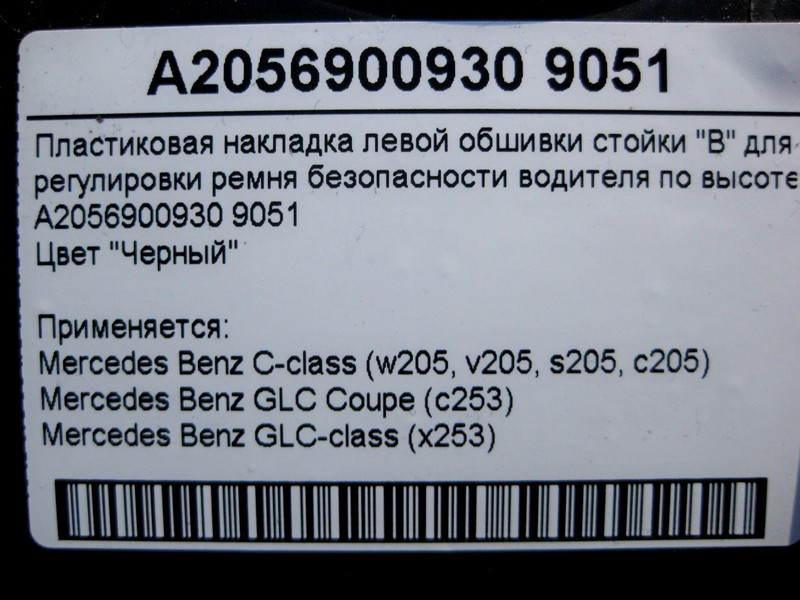 A2056900930 9051
Пластиковая накладка левой обшивки стойки "B" для
регулировки ремня безопасности водителя по высоте
A2056900930 9051
Цвет "Черный"
Применяется:
Mercedes Benz C-class (w205, v205, s205, c205)
Mercedes Benz GLC Coupe (c253)
Mercedes Benz GLC-class (x253)